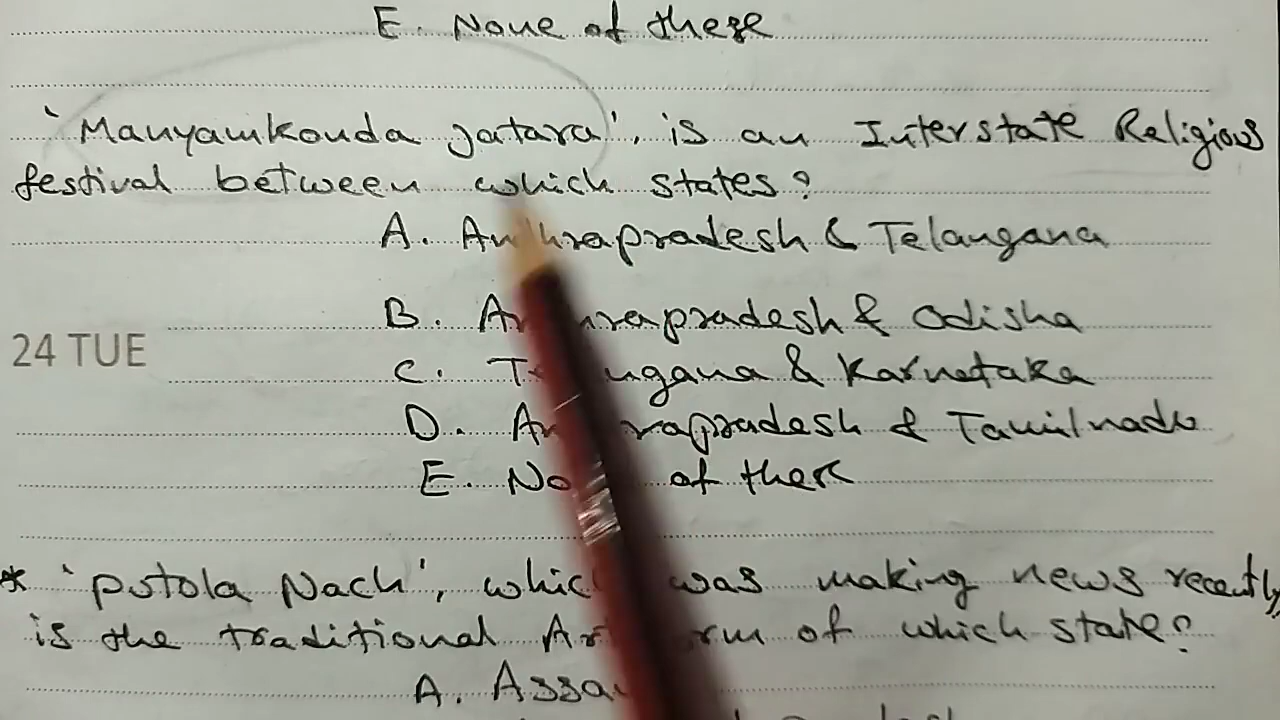 E. None of these
'Manyamkonda jatara', is an Interstate Religious
festival between which states?
A. Andhrapradesh & Telangana
B. Andhrapradesh & Odisha
24 TUE
C. Telangana & Karnataka
D. Andhrapradesh & Tamilnadu
E. None of these
* 'Putola Nach', which was making news recently
is the traditional Art form of which state?
A. Assam